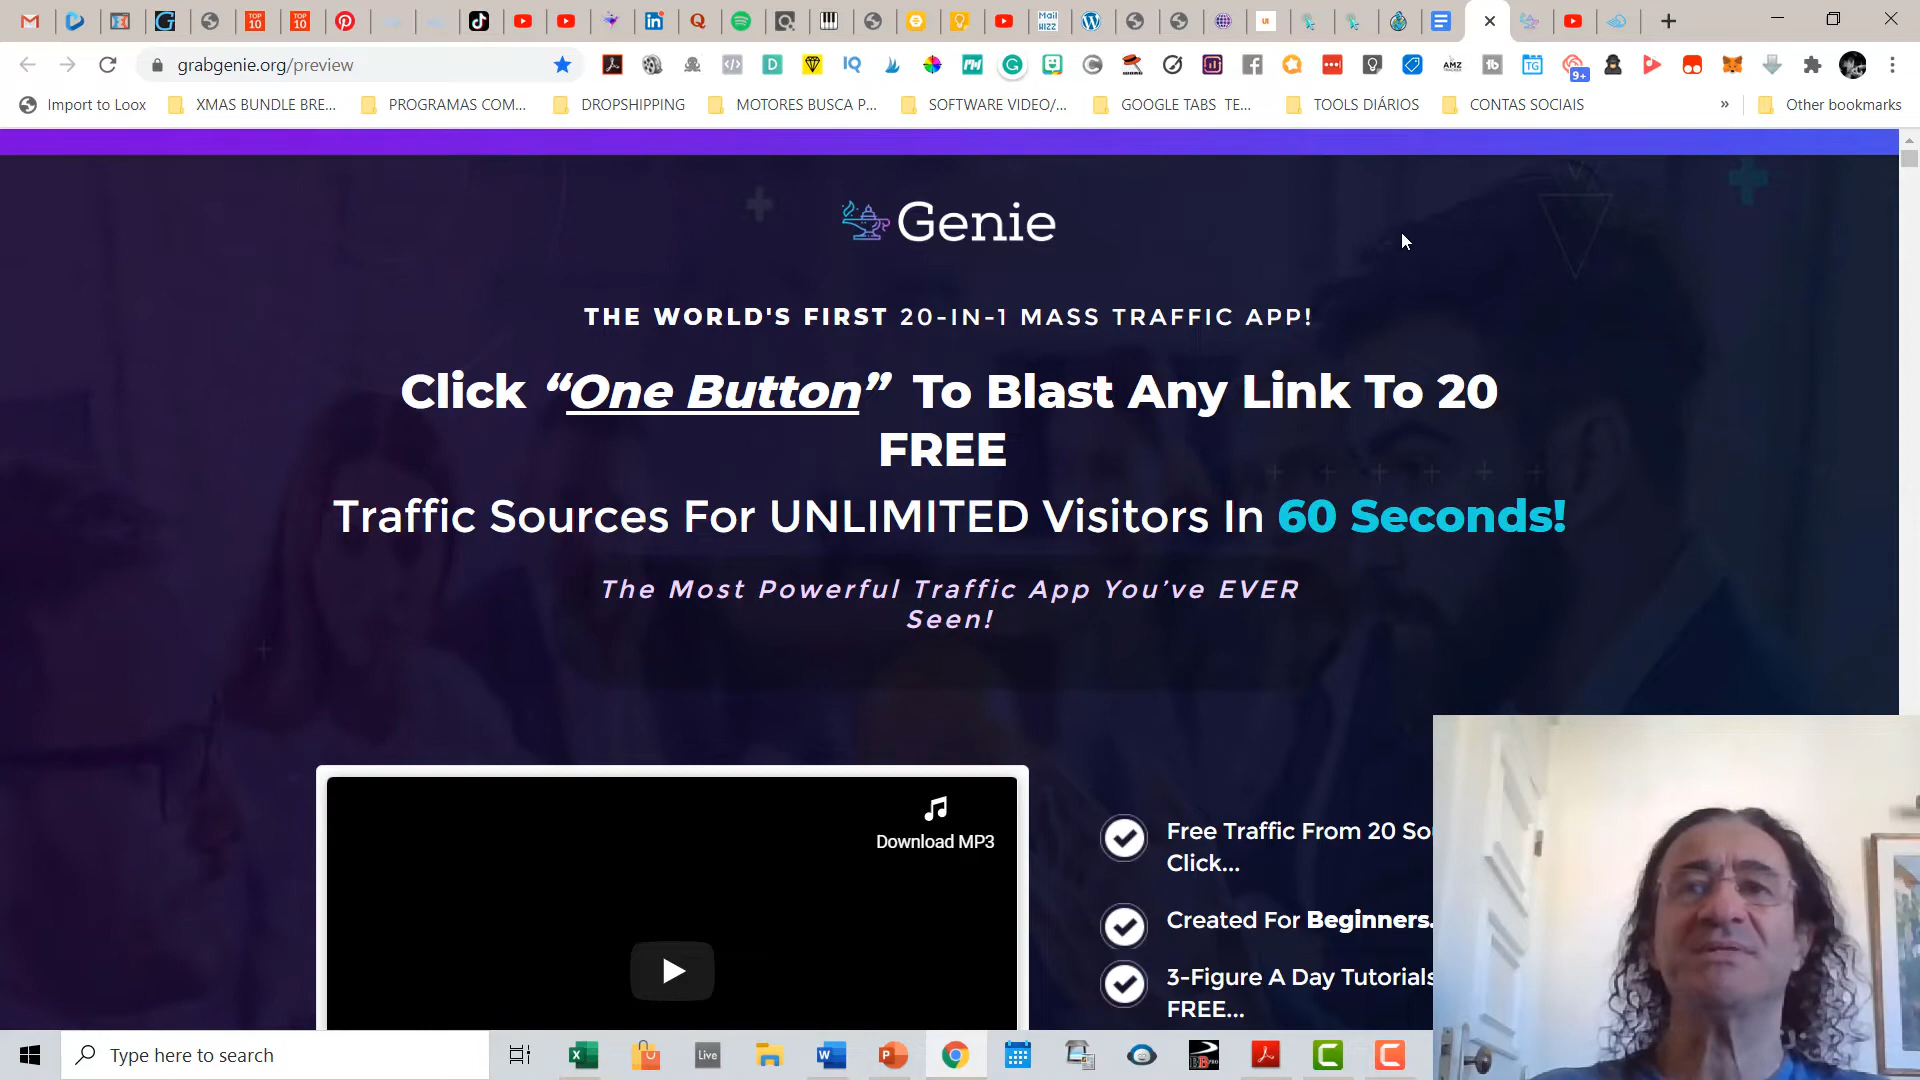 grabgenie.org/preview
9+
Import to Loox
XMAS BUNDLE BRE...
PROGRAMAS COM...
DROPSHIPPING
MOTORES BUSCA P...
SOFTWARE VIDEO/...
GOOGLE TABS TE...
TOOLS DIÁRIOS
CONTAS SOCIAIS
»
Other bookmarks
Genie
THE WORLD'S FIRST 20-IN-1 MASS TRAFFIC APP!
Click “One Button” To Blast Any Link To 20
FREE
Traffic Sources For UNLIMITED Visitors In 60 Seconds!
The Most Powerful Traffic App You’ve EVER
Seen!
Download MP3
Free Traffic From 20 So
Click...
Created For Beginners.
3-Figure A Day Tutorials
FREE...
Type here to search
Live